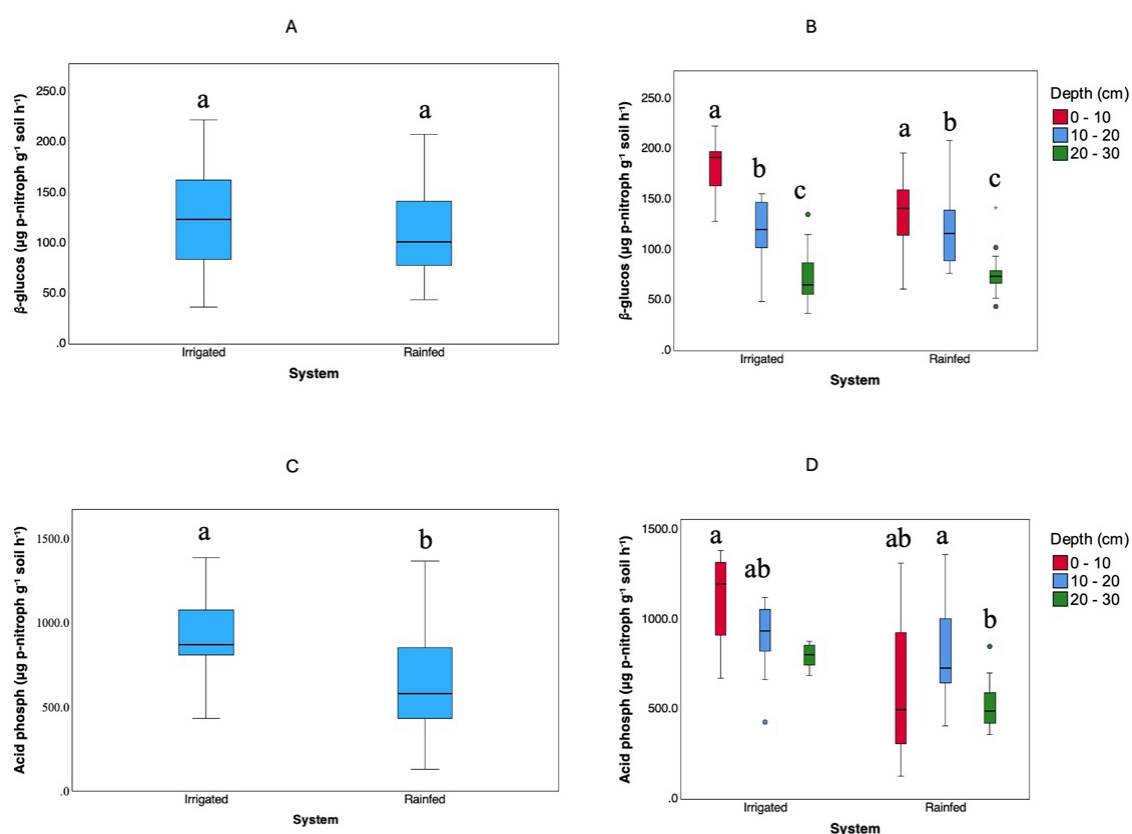 A
β-glucos (µg p-nitroph g⁻¹ soil h⁻¹)
250.0
200.0
150.0
100.0
50.0
.0
a
a
Irrigated
Rainfed
System
B
β-glucos (µg p-nitroph g⁻¹ soil h⁻¹)
250.0
200.0
150.0
100.0
50.0
.0
a
b
c
a
b
c
Irrigated
Rainfed
System
Depth (cm)
0 - 10
10 - 20
20 - 30
C
Acid phosph (µg p-nitroph g⁻¹ soil h⁻¹)
1500.0
1000.0
500.0
.0
a
b
Irrigated
Rainfed
System
D
Acid phosph (µg p-nitroph g⁻¹ soil h⁻¹)
1500.0
1000.0
500.0
.0
a
ab
ab
a
b
Irrigated
Rainfed
System
Depth (cm)
0 - 10
10 - 20
20 - 30